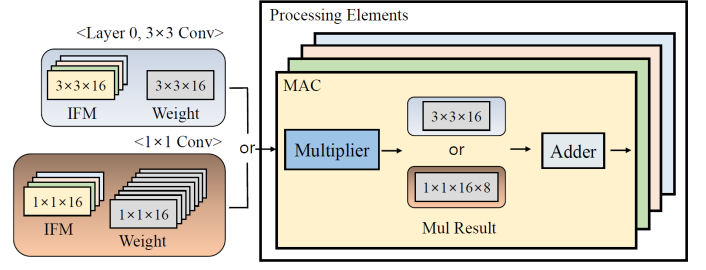 Processing Elements
<Layer 0, 3×3 Conv>
3×3×16
3×3×16
IFM
Weight
<1×1 Conv>
1×1×16
1×1×16
IFM
Weight
or
MAC
Multiplier
3×3×16
or
1×1×16×8
Mul Result
Adder